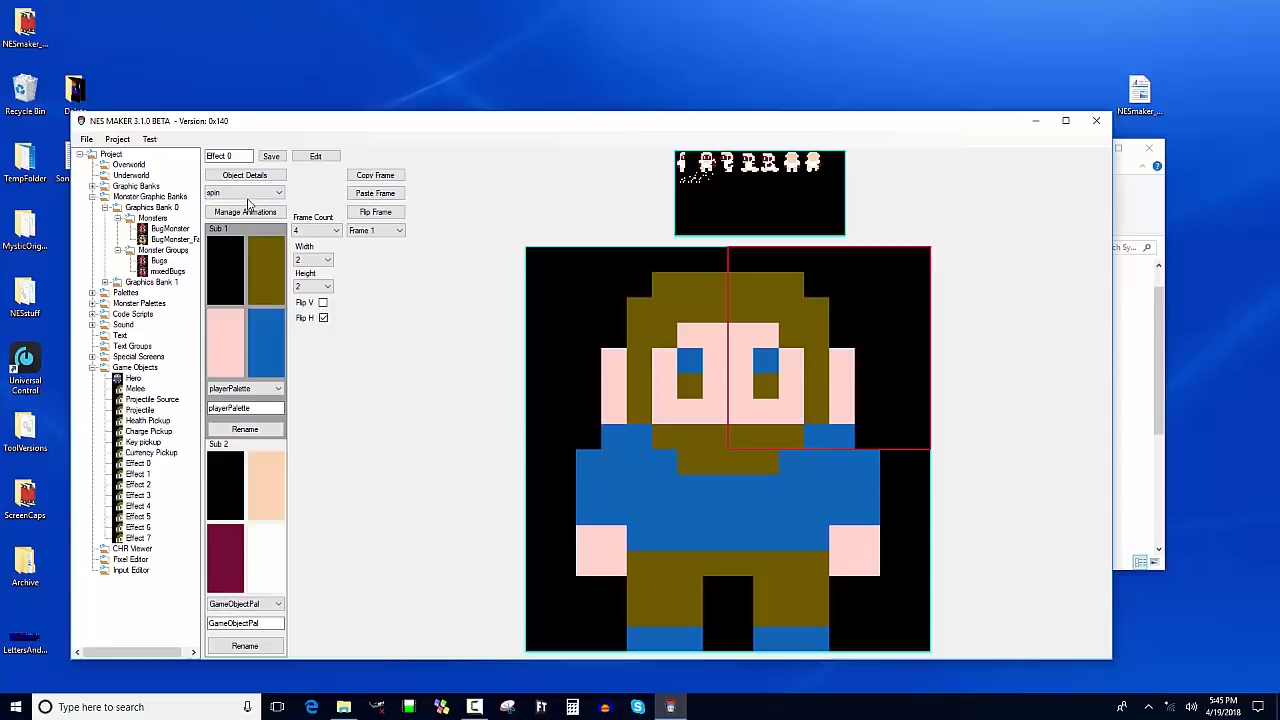 NESmaker_...
Recycle Bin
Del
TempFolder
Son
MysticOrig...
NEStuff
Universal
Control
ToolVersions
ScreenCaps
Archive
LettersAnd...
NESmaker_...
NES MAKER 3.1.0 BETA - Version: 0x140
File Project Test
Project
Overworld
Underworld
Graphic Banks
Monster Graphic Banks
Graphics Bank 0
Monsters
BugMonster
BugMonster_Fa
Monster Groups
Bugs
mixedBugs
Graphics Bank 1
Palettes
Monster Palettes
Code Scripts
Sound
Text
Text Groups
Special Screens
Game Objects
Hero
Melee
Projectile Source
Projectile
Health Pickup
Charge Pickup
Key pickup
Currency Pickup
Effect 0
Effect 1
Effect 2
Effect 3
Effect 4
Effect 5
Effect 6
Effect 7
CHR Viewer
Pixel Editor
Input Editor
Effect 0 Save Edit
Object Details
spin
Manage Animations
Sub 1
playerPalette
playerPalette
Rename
Sub 2
GameObjectPal
GameObjectPal
Rename
Copy Frame
Paste Frame
Flip Frame
Frame Count
4 Frame 1
Width
2
Height
2
Flip V
Flip H
ch Sy...
Type here to search
5:45 PM
4/19/2018